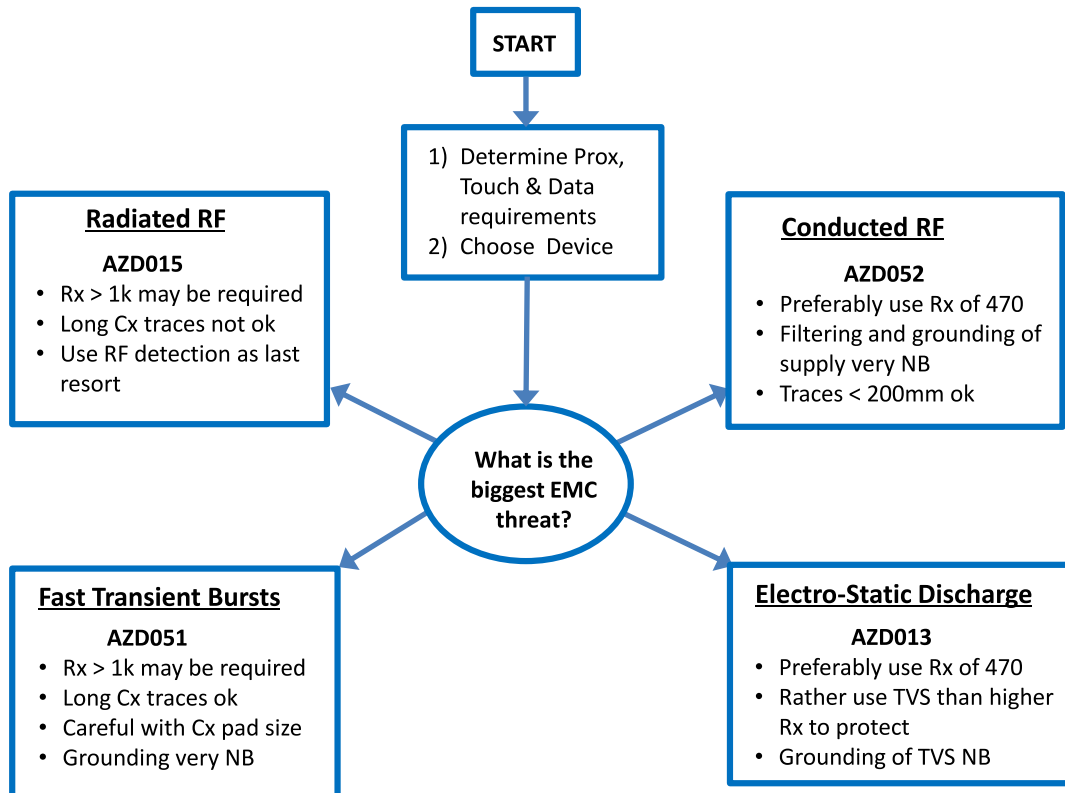 START
1) Determine Prox,
Touch & Data
requirements
2) Choose Device
Radiated RF
AZD015
• Rx > 1k may be required
• Long Cx traces not ok
• Use RF detection as last
resort
Conducted RF
AZD052
• Preferably use Rx of 470
• Filtering and grounding of
supply very NB
• Traces < 200mm ok
What is the
biggest EMC
threat?
Fast Transient Bursts
AZD051
• Rx > 1k may be required
• Long Cx traces ok
• Careful with Cx pad size
• Grounding very NB
Electro-Static Discharge
AZD013
• Preferably use Rx of 470
• Rather use TVS than higher
Rx to protect
• Grounding of TVS NB